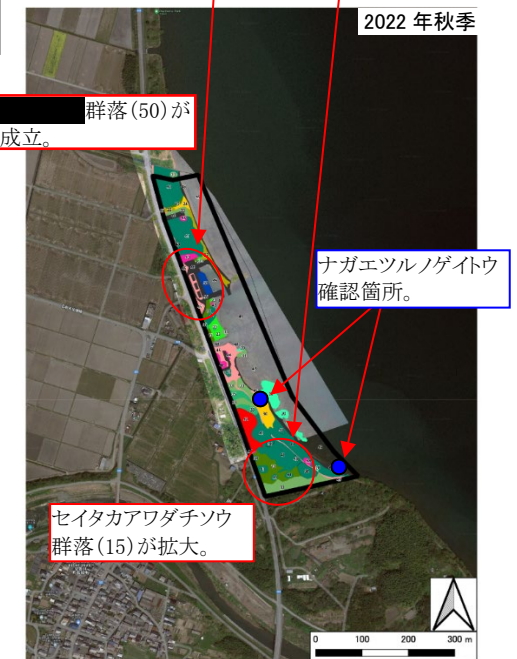 2022 年秋季
群落(50)が
成立。
ナガエツルノゲイトウ
確認箇所。
セイタカアワダチソウ
群落(15)が拡大。
0 100 200 300 m